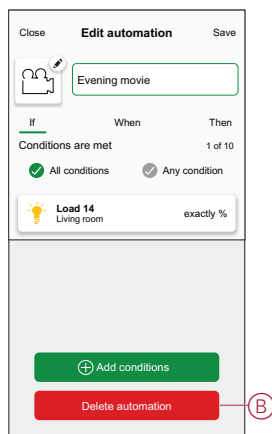 Close Edit automation Save
Evening movie
If When Then
Conditions are met 1 of 10
All conditions Any condition
Load 14
Living room exactly %
Add conditions
Delete automation B